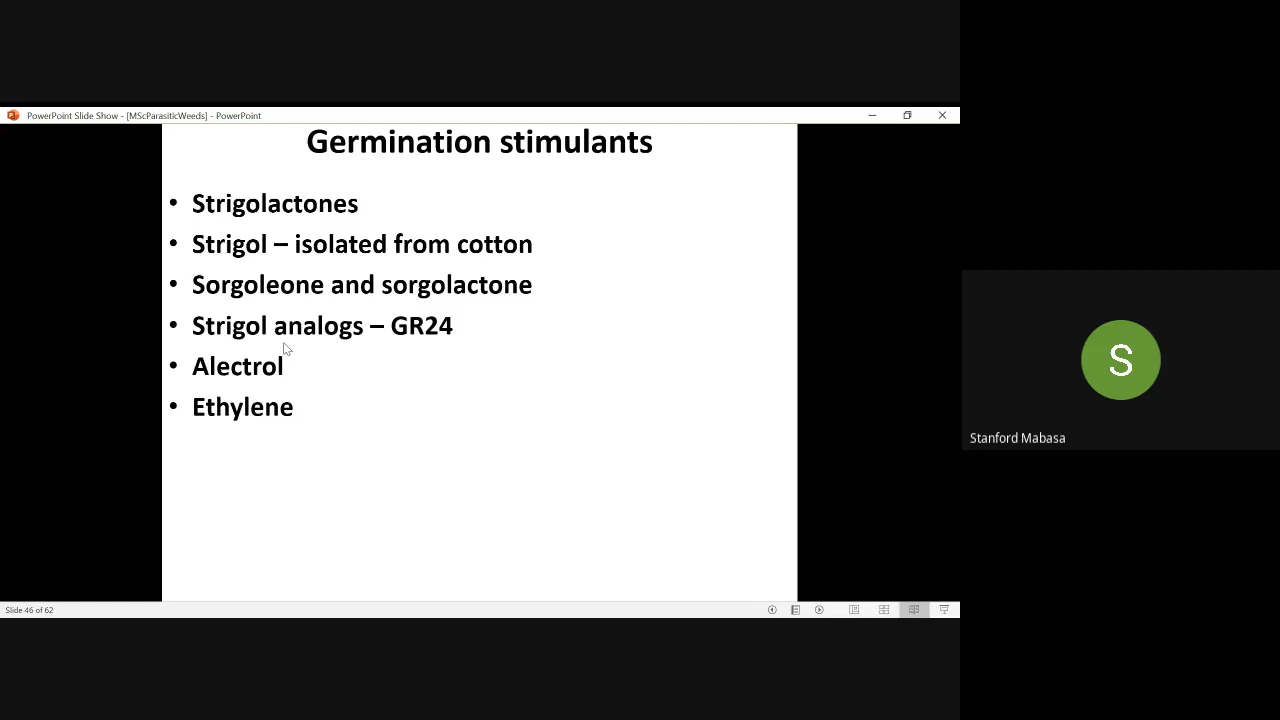 PowerPoint Slide Show - [MScParasiticWeeds] - PowerPoint
Germination stimulants
• Strigolactones
• Strigol – isolated from cotton
• Sorgoleone and sorgolactone
• Strigol analogs – GR24
• Alectrol
• Ethylene
Slide 46 of 62
S
Stanford Mabasa